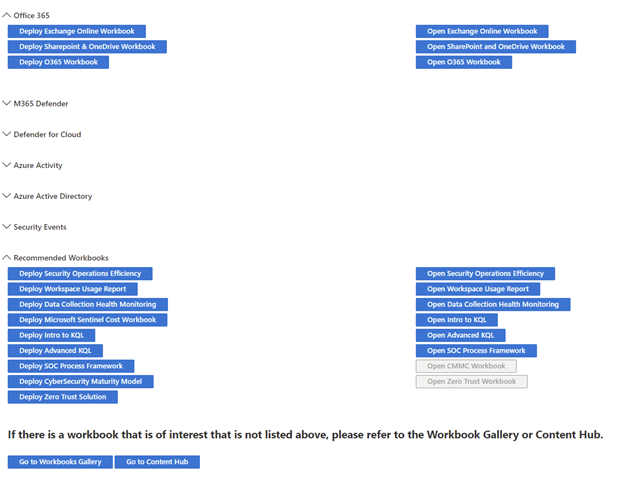 Office 365
Deploy Exchange Online Workbook
Open Exchange Online Workbook
Deploy Sharepoint & OneDrive Workbook
Open SharePoint and OneDrive Workbook
Deploy O365 Workbook
Open O365 Workbook
M365 Defender
Defender for Cloud
Azure Activity
Azure Active Directory
Security Events
Recommended Workbooks
Deploy Security Operations Efficiency
Open Security Operations Efficiency
Deploy Workspace Usage Report
Open Workspace Usage Report
Deploy Data Collection Health Monitoring
Open Data Collection Health Monitoring
Deploy Microsoft Sentinel Cost Workbook
Open Intro to KQL
Deploy Intro to KQL
Open Advanced KQL
Deploy Advanced KQL
Open SOC Process Framework
Deploy SOC Process Framework
Open CMMC Workbook
Deploy CyberSecurity Maturity Model
Open Zero Trust Workbook
Deploy Zero Trust Solution
If there is a workbook that is of interest that is not listed above, please refer to the Workbook Gallery or Content Hub.
Go to Workbooks Gallery
Go to Content Hub